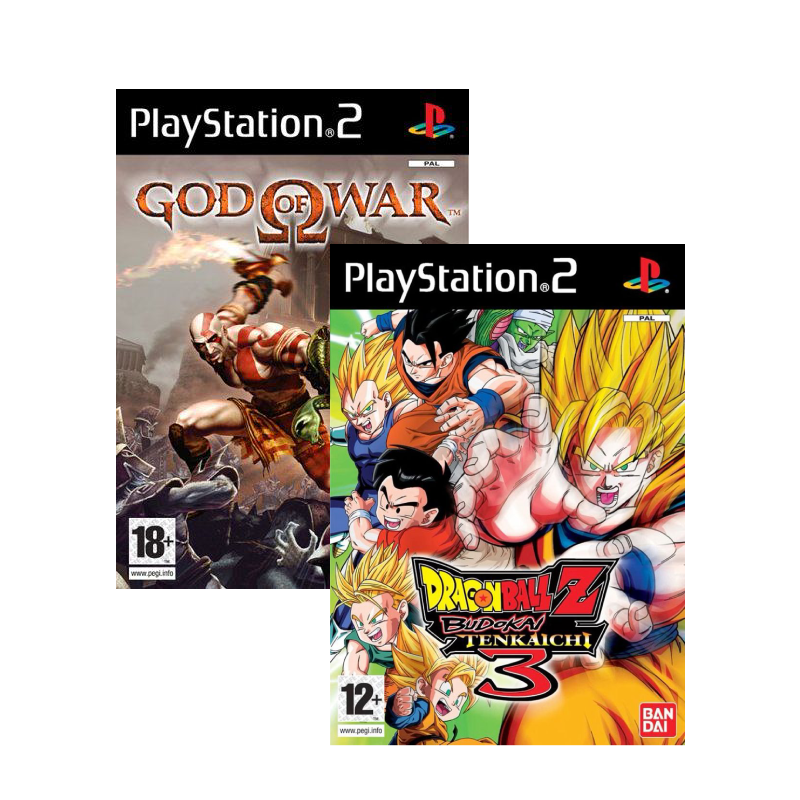 PlayStation®2
PAL
GOD OF WAR™
18+
www.pegi.info
PlayStation®2
PAL
DRAGON BALL Z
BUDOKAI
TENKAICHI
3
12+
www.pegi.info
BAN
DAI